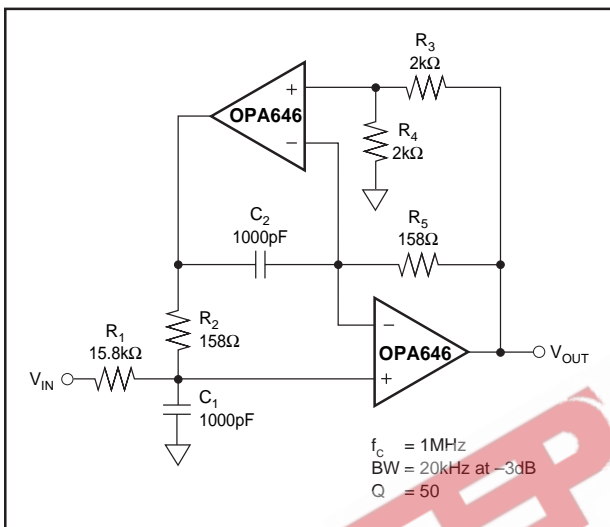 R3
2kΩ
+
OPA646
−
R4
2kΩ
C2
1000pF
R5
158Ω
R2
158Ω
R1
15.8kΩ
−
OPA646
+
VIN
VOUT
C1
1000pF
fc = 1MHz
BW = 20kHz at –3dB
Q = 50